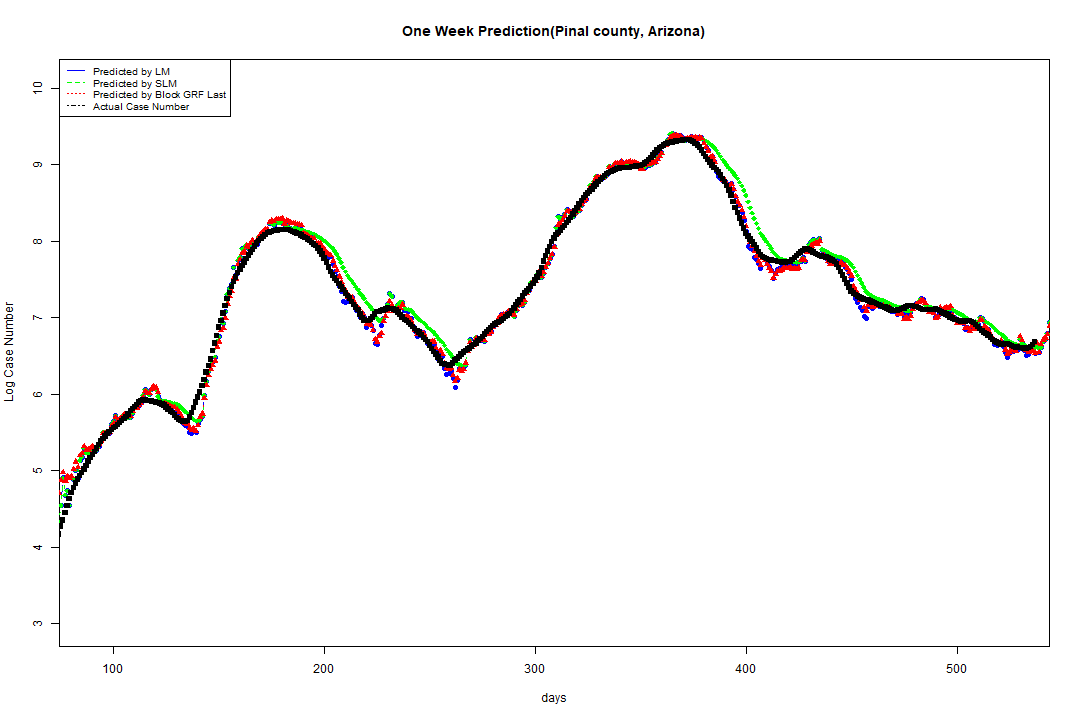 One Week Prediction(Pinal county, Arizona)
Predicted by LM
Predicted by SLM
Predicted by Block GRF Last
Actual Case Number
10
9
8
7
6
5
4
3
Log Case Number
100 200 300 400 500
days